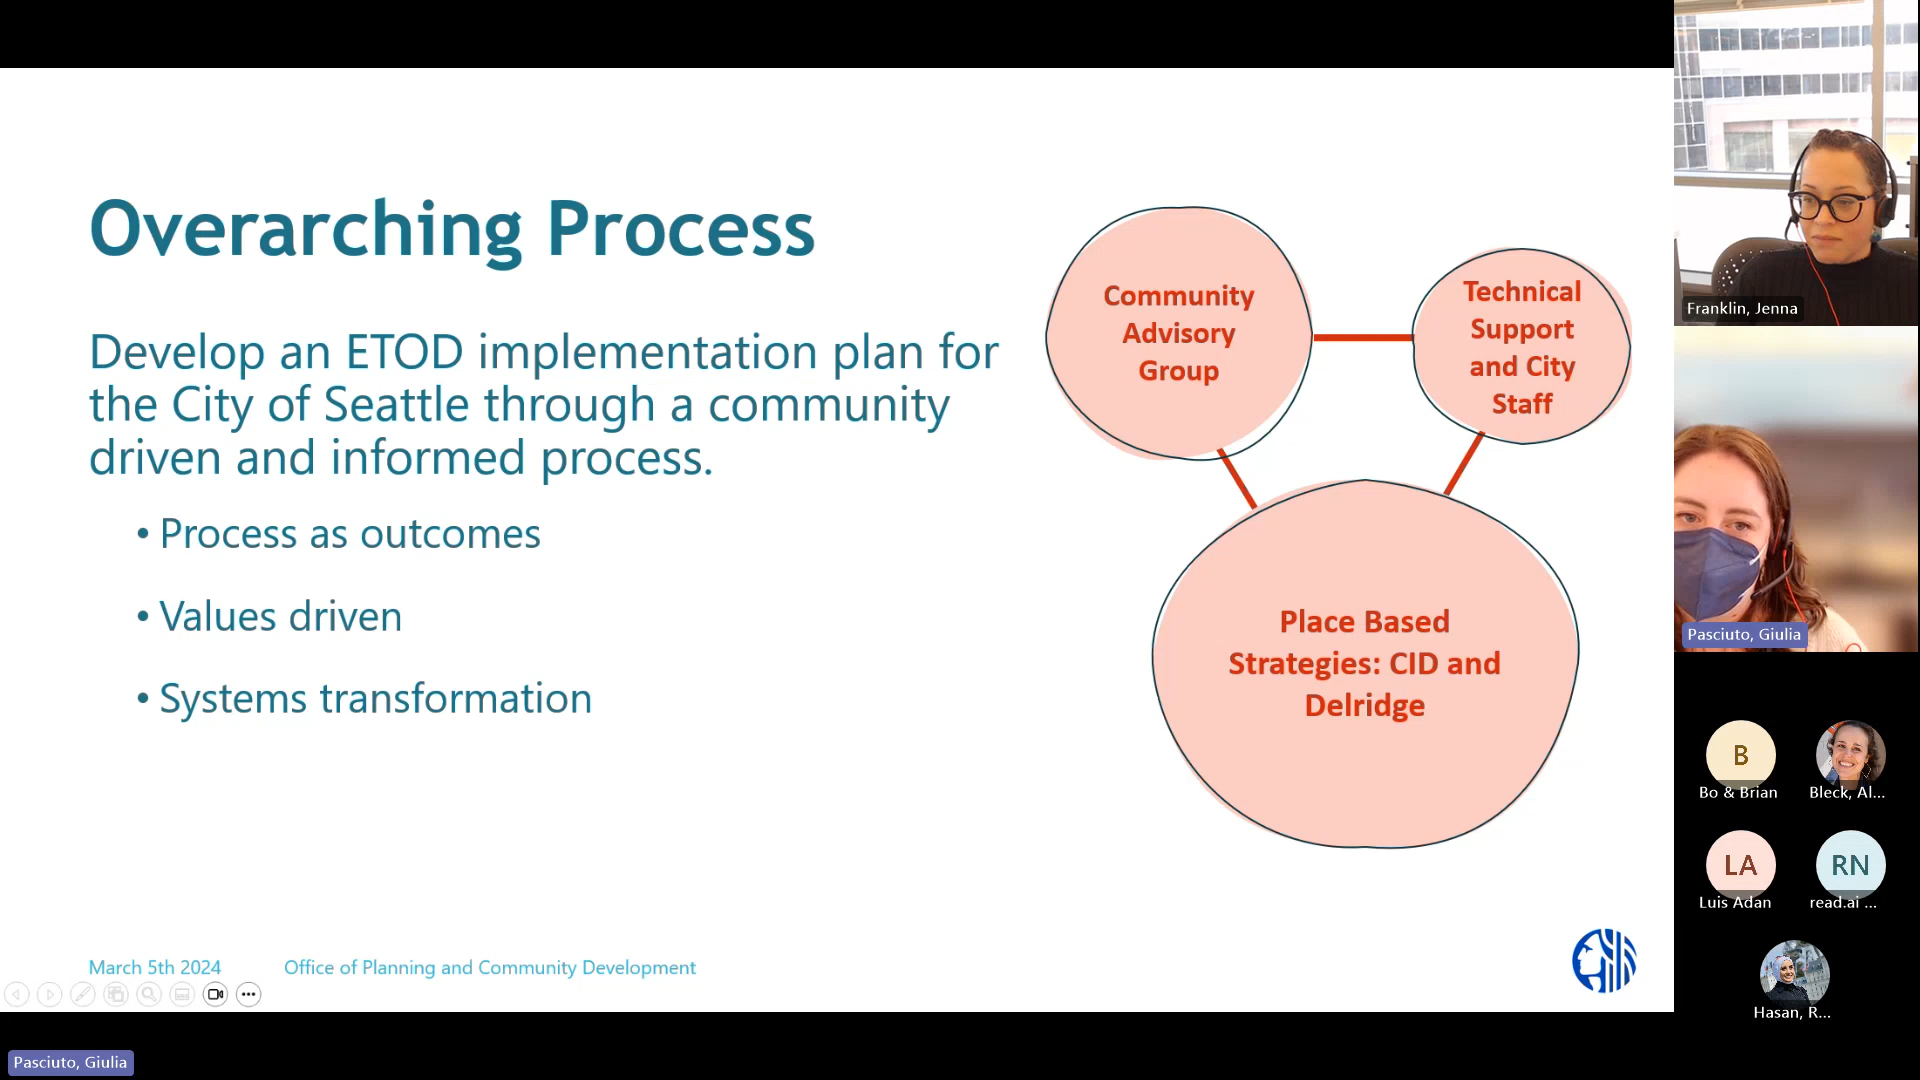 Overarching Process
Develop an ETOD implementation plan for
the City of Seattle through a community
driven and informed process.
• Process as outcomes
• Values driven
• Systems transformation
Community
Advisory
Group
Technical
Support
and City
Staff
Place Based
Strategies: CID and
Delridge
March 5th 2024
Office of Planning and Community Development
Pasciuto, Giulia
Franklin, Jenna
Pasciuto, Giulia
B
Bo & Brian
Bleck, Al...
LA
Luis Adan
RN
read.ai ...
Hasan, R...